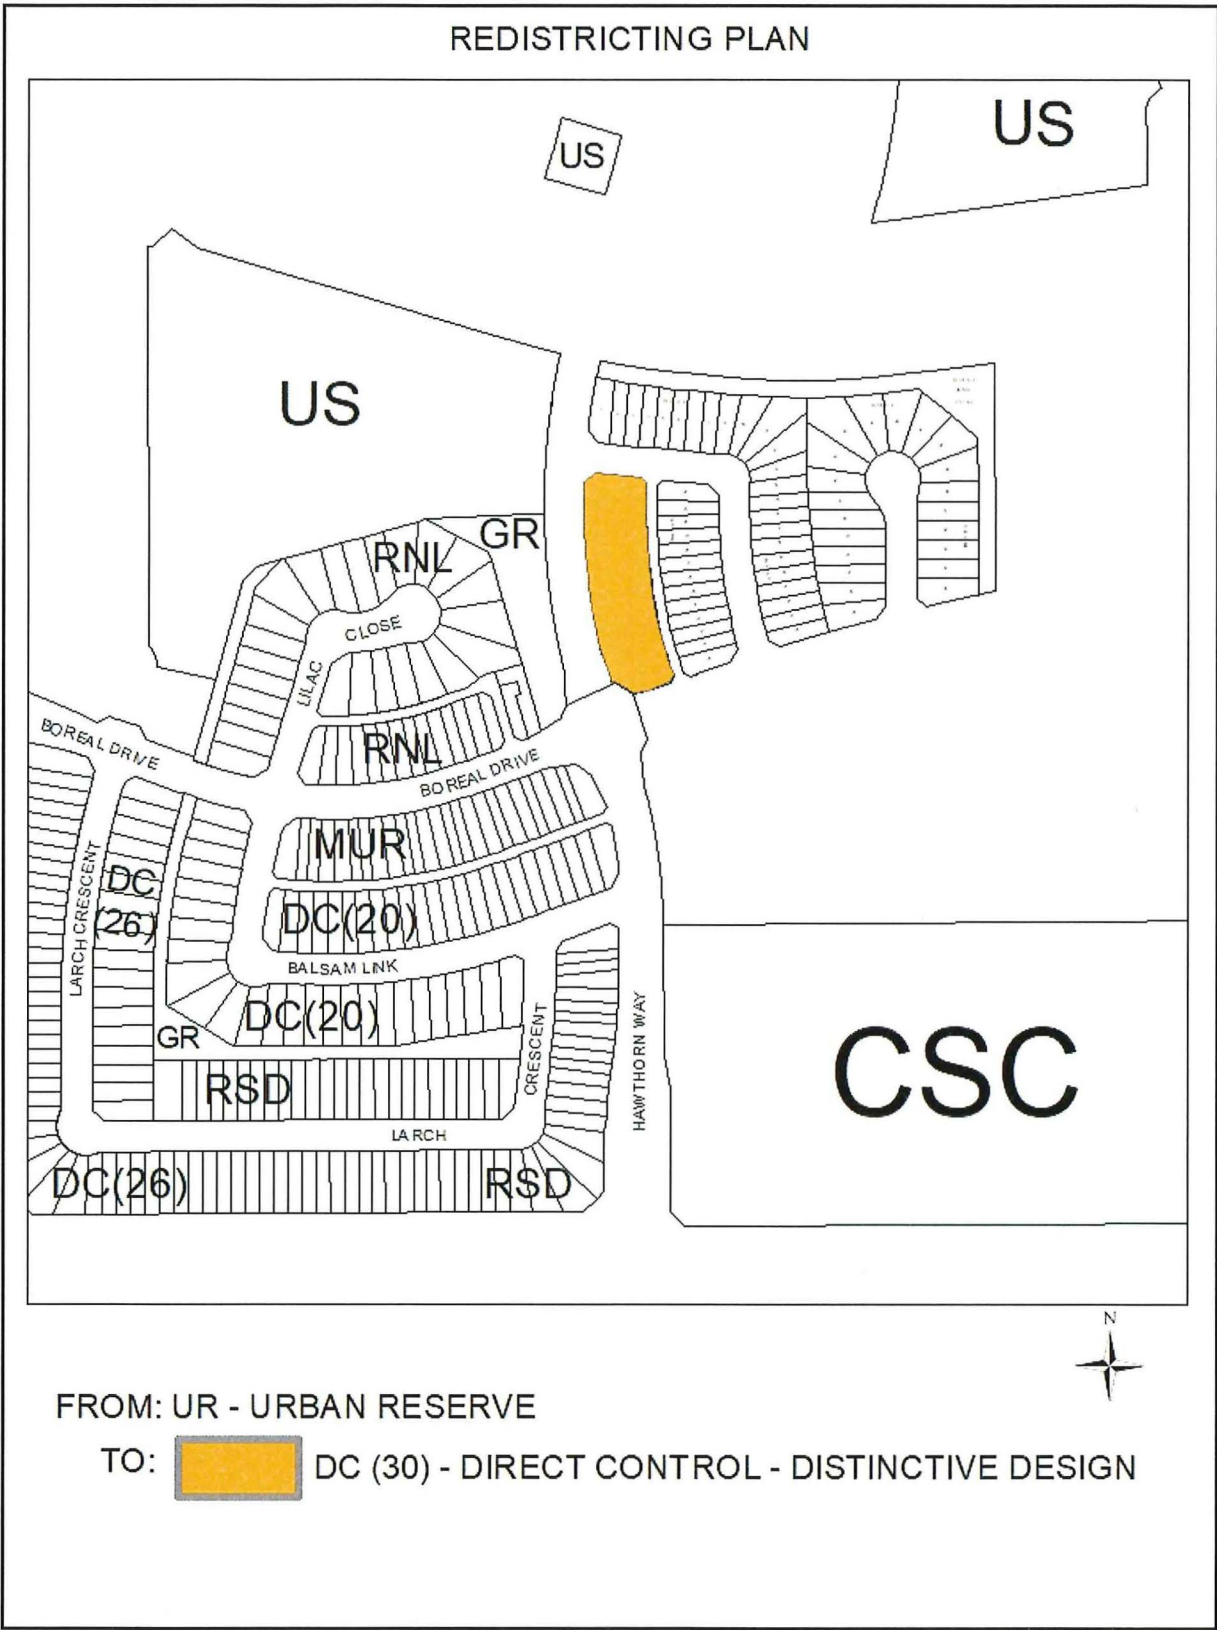 REDISTRICTING PLAN
US
US
US
GR
RNL
CLOSE
LILAC
RNL
BOREAL DRIVE
BOREAL DRIVE
MUR
DC
(26)
LARCH CRESCENT
DC(20)
BALSAM LINK
DC(20)
GR
CRESCENT
HAWTHORN WAY
CSC
RSD
LARCH
DC(26)
RSD
N
FROM: UR - URBAN RESERVE
TO: DC (30) - DIRECT CONTROL - DISTINCTIVE DESIGN